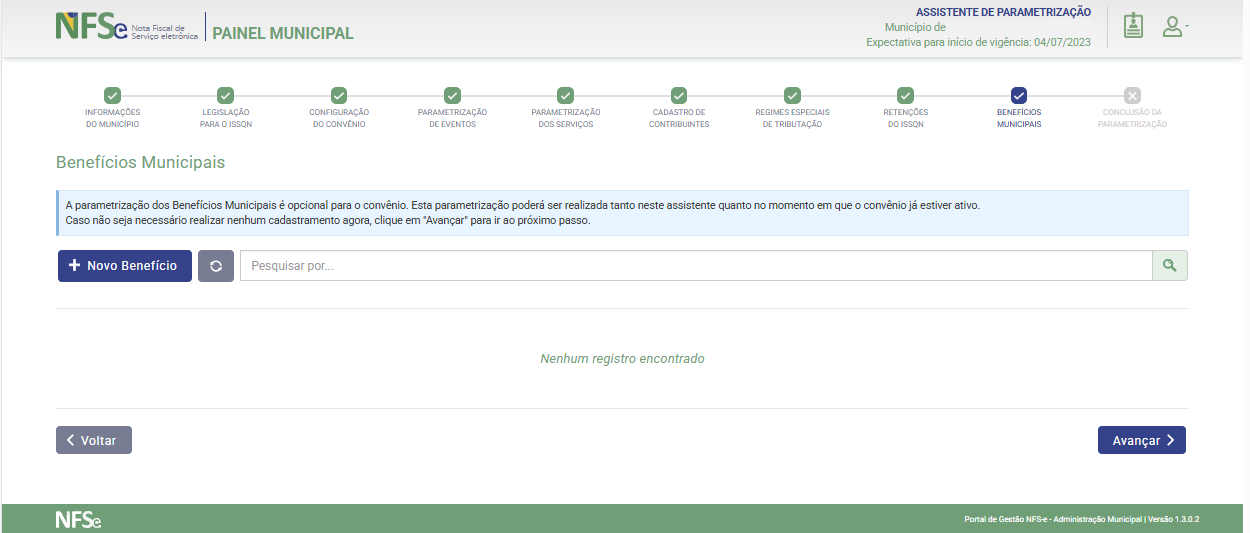 NFSe Nota Fiscal de
Serviço eletrônica
PAINEL MUNICIPAL
ASSISTENTE DE PARAMETRIZAÇÃO
Município de
Expectativa para início de vigência: 04/07/2023
INFORMAÇÕES
DO MUNICÍPIO
LEGISLAÇÃO
PARA O ISSQN
CONFIGURAÇÃO
DO CONVÊNIO
PARAMETRIZAÇÃO
DE EVENTOS
PARAMETRIZAÇÃO
DOS SERVIÇOS
CADASTRO DE
CONTRIBUINTES
REGIMES ESPECIAIS
DE TRIBUTAÇÃO
RETENÇÕES
DO ISSQN
BENEFÍCIOS
MUNICIPAIS
CONCLUSÃO DA
PARAMETRIZAÇÃO
Benefícios Municipais
A parametrização dos Benefícios Municipais é opcional para o convênio. Esta parametrização poderá ser realizada tanto neste assistente quanto no momento em que o convênio já estiver ativo.
Caso não seja necessário realizar nenhum cadastramento agora, clique em "Avançar" para ir ao próximo passo.
Novo Benefício
Pesquisar por...
Nenhum registro encontrado
Voltar
Avançar
NFSe
Portal de Gestão NFS-e - Administração Municipal | Versão 1.3.0.2